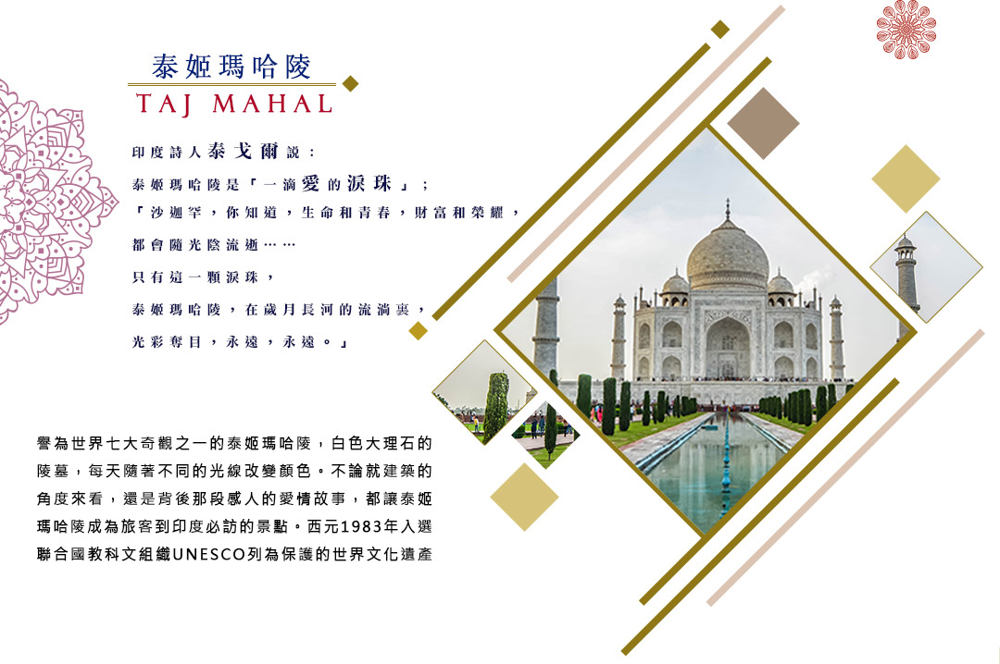 泰姬瑪哈陵
TAJ MAHAL
印度詩人泰戈爾説：
泰姬瑪哈陵是「一滴愛的淚珠」；
「沙迦罕，你知道，生命和青春，財富和榮耀，
都會隨光陰流逝……
只有這一顆淚珠，
泰姬瑪哈陵，在歲月長河的流淌裏，
光彩奪目，永遠，永遠。」
譽為世界七大奇觀之一的泰姬瑪哈陵，白色大理石的
陵墓，每天隨著不同的光線改變顏色。不論就建築的
角度來看，還是背後那段感人的愛情故事，都讓泰姬
瑪哈陵成為旅客到印度必訪的景點。西元1983年入選
聯合國教科文組織UNESCO列為保護的世界文化遺產